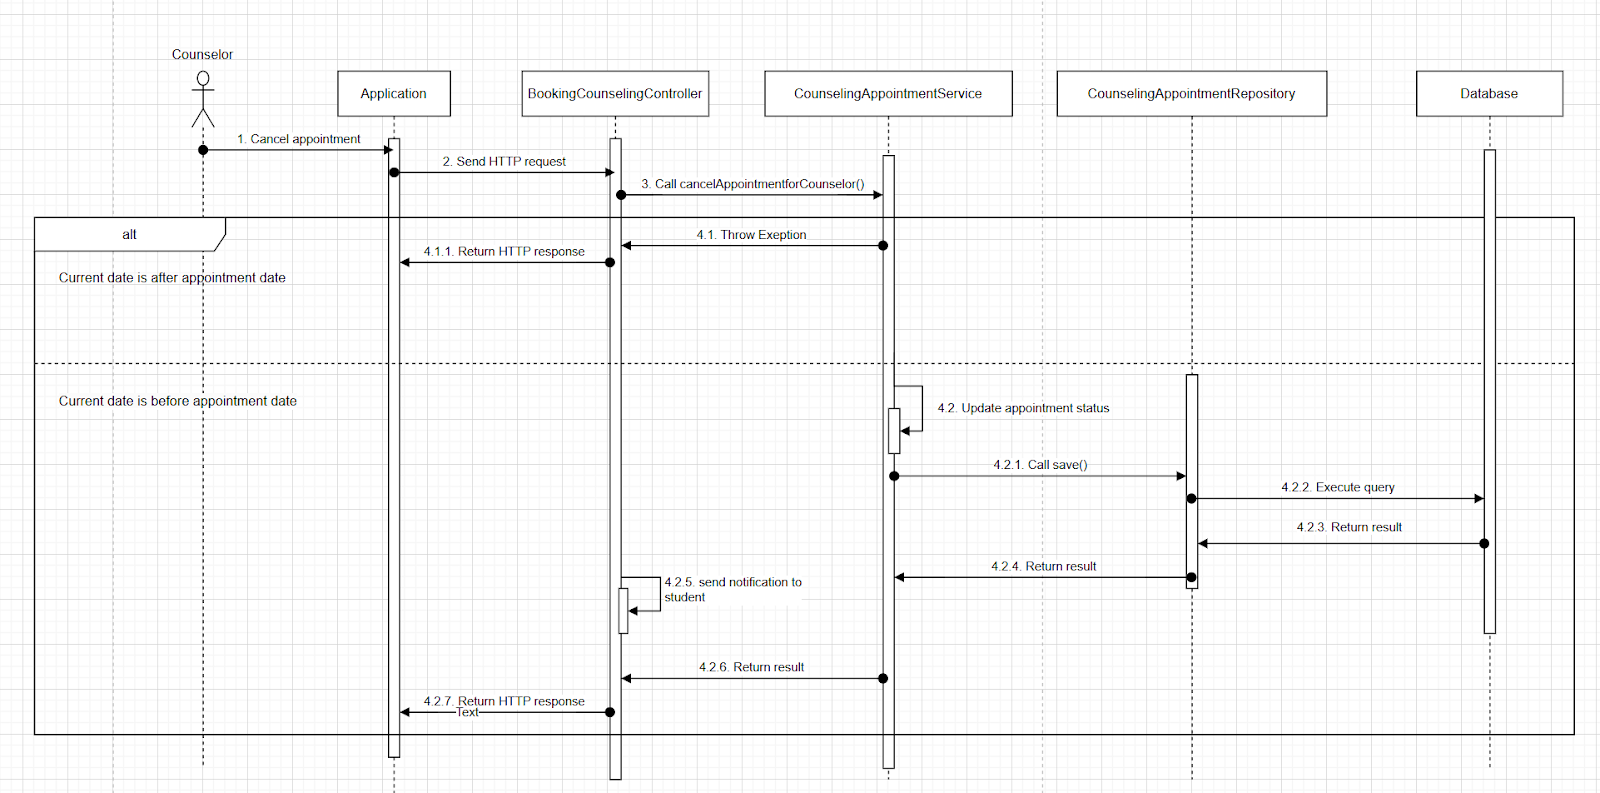 Counselor
Application
BookingCounselingController
CounselingAppointmentService
CounselingAppointmentRepository
Database
1. Cancel appointment
2. Send HTTP request
3. Call cancelAppointmentforCounselor()
alt
4.1. Throw Exeption
4.1.1. Return HTTP response
Current date is after appointment date
Current date is before appointment date
4.2. Update appointment status
4.2.1. Call save()
4.2.2. Execute query
4.2.3. Return result
4.2.4. Return result
4.2.5. send notification to
student
4.2.6. Return result
4.2.7. Return HTTP response
Text